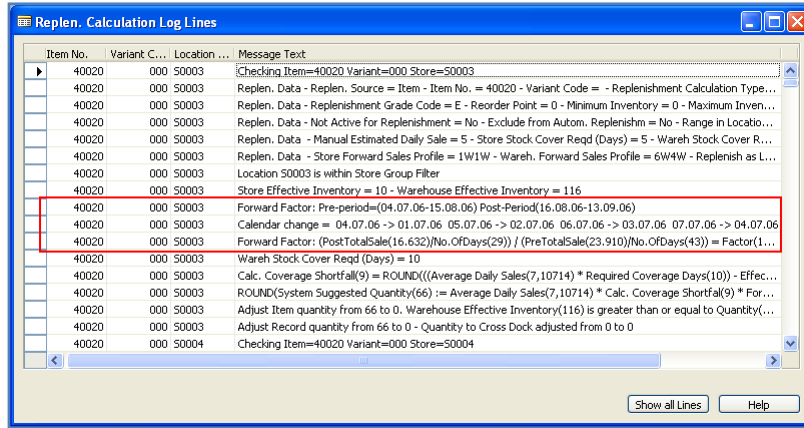 Replen. Calculation Log Lines
Item No. Variant C... Location ... Message Text
40020 000 S0003 Checking Item=40020 Variant=000 Store=S0003
40020 000 S0003 Replen. Data - Replen. Source = Item - Item No. = 40020 - Variant Code = - Replenishment Calculation Type...
40020 000 S0003 Replen. Data - Replenishment Grade Code = E - Reorder Point = 0 - Minimum Inventory = 0 - Maximum Inven...
40020 000 S0003 Replen. Data - Not Active for Replenishment = No - Exclude from Autom. Replenishm = No - Range in Locatio...
40020 000 S0003 Replen. Data - Manual Estimated Daily Sale = 5 - Store Stock Cover Reqd (Days) = 5 - Wareh Stock Cover R...
40020 000 S0003 Replen. Data - Store Forward Sales Profile = 1W1W - Wareh. Forward Sales Profile = 6W4W - Replenish as L...
40020 000 S0003 Location S0003 is within Store Group Filter
40020 000 S0003 Store Effective Inventory = 10 - Warehouse Effective Inventory = 116
40020 000 S0003 Forward Factor: Pre-period=(04.07.06-15.08.06) Post-Period(16.08.06-13.09.06)
40020 000 S0003 Calendar change = 04.07.06 -> 01.07.06 05.07.06 -> 02.07.06 06.07.06 -> 03.07.06 07.07.06 -> 04.07.06
40020 000 S0003 Forward Factor: (PostTotalSale(16.632)/No.OfDays(29)) / (PreTotalSale(23.910)/No.OfDays(43)) = Factor(1...
40020 000 S0003 Wareh Stock Cover Reqd (Days) = 10
40020 000 S0003 Calc. Coverage Shortfall(9) = ROUND(((Average Daily Sales(7,10714) * Required Coverage Days(10)) - Effec...
40020 000 S0003 ROUND(System Suggested Quantity(66) := Average Daily Sales(7,10714) * Calc. Coverage Shortfal(9) * For...
40020 000 S0003 Adjust Item quantity from 66 to 0. Warehouse Effective Inventory(116) is greater than or equal to Quantity(...
40020 000 S0003 Adjust Record quantity from 66 to 0 - Quantity to Cross Dock adjusted from 0 to 0
40020 000 S0004 Checking Item=40020 Variant=000 Store=S0004
Show all Lines Help